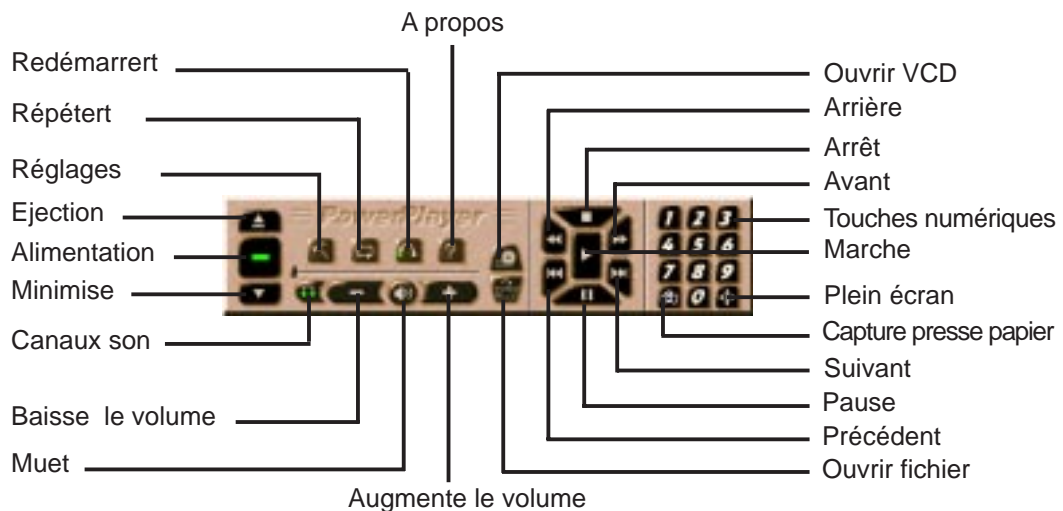 A propos
Redémarrert
Répétert
Réglages
Ejection
Alimentation
Minimise
Canaux son
Baisse le volume
Muet
Augmente le volume
PowerPlayer
1 2 3
4 5 6
7 8 9
0
Ouvrir VCD
Arrière
Arrêt
Avant
Touches numériques
Marche
Plein écran
Capture presse papier
Suivant
Pause
Précédent
Ouvrir fichier